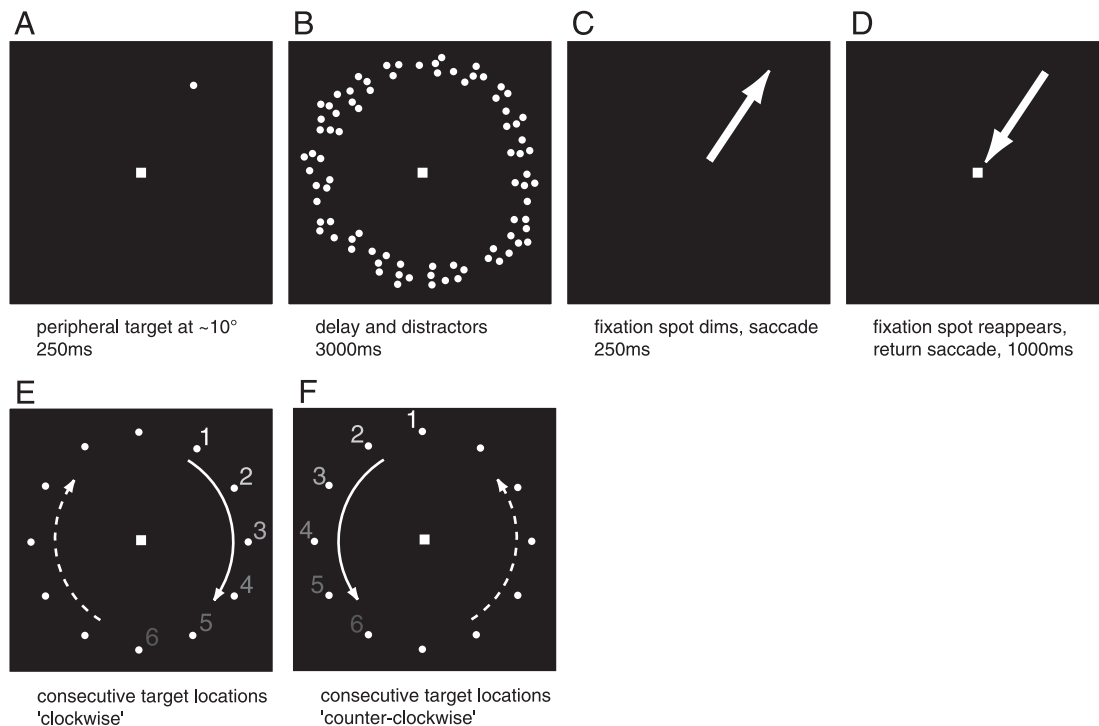 A
B
C
D
peripheral target at ~10°
250ms
delay and distractors
3000ms
fixation spot dims, saccade
250ms
fixation spot reappears,
return saccade, 1000ms
E
F
1
2
3
4
5
6
1
2
3
4
5
6
consecutive target locations
'clockwise'
consecutive target locations
'counter-clockwise'